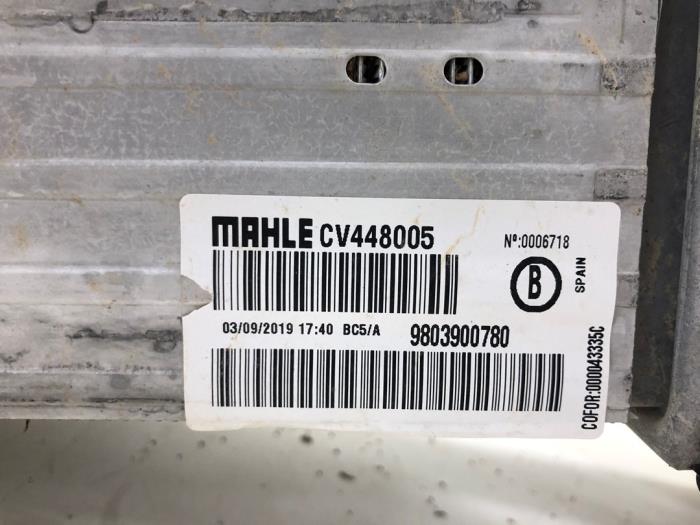 MAHLE CV448005 Nº:0006718
B
SPAIN
03/09/2019 17:40 BC5/A 9803900780
COFOR:000043335C